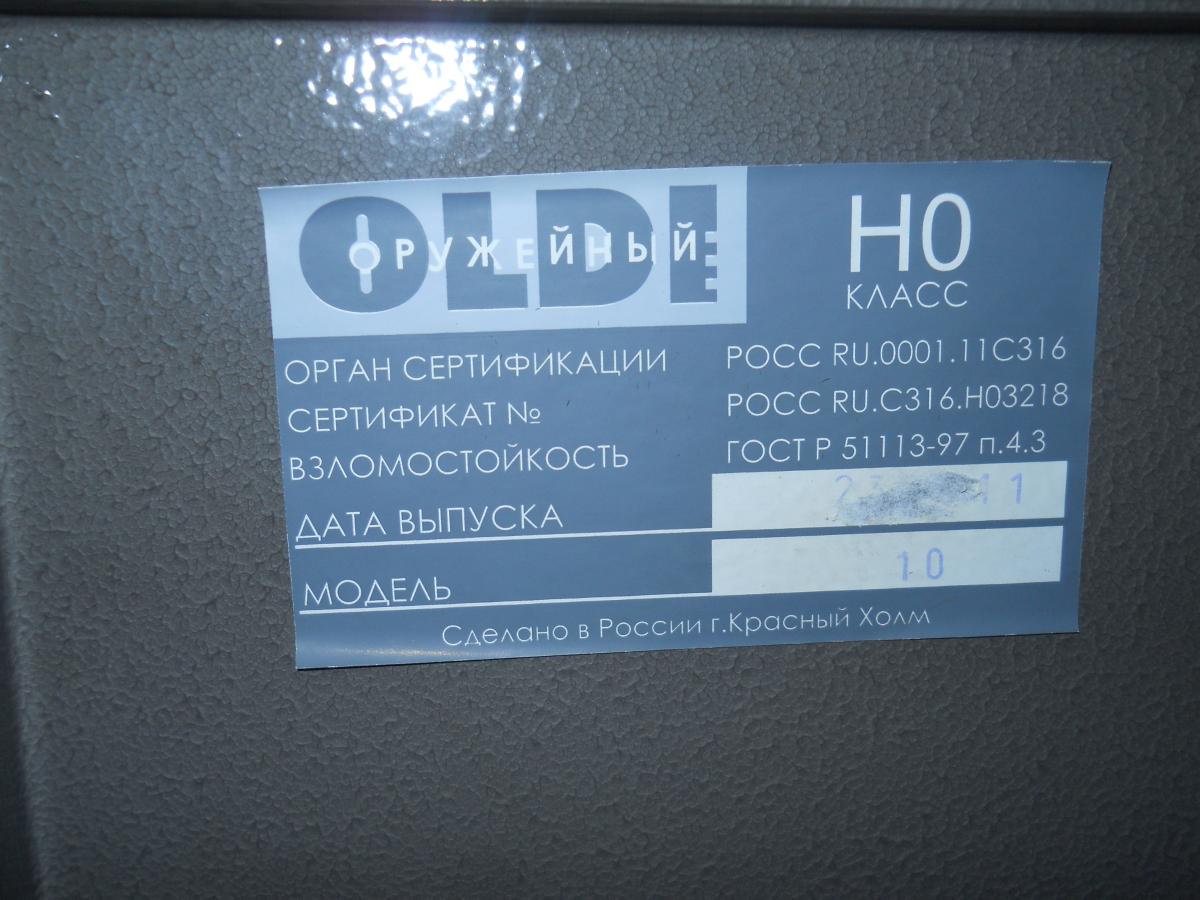 OLDI
ОРУЖЕЙНЫЙ
Н0
КЛАСС
ОРГАН СЕРТИФИКАЦИИ РОСС RU.0001.11С316
СЕРТИФИКАТ № РОСС RU.С316.Н03218
ВЗЛОМОСТОЙКОСТЬ ГОСТ Р 51113-97 п.4.3
ДАТА ВЫПУСКА
МОДЕЛЬ 10
Сделано в России г.Красный Холм